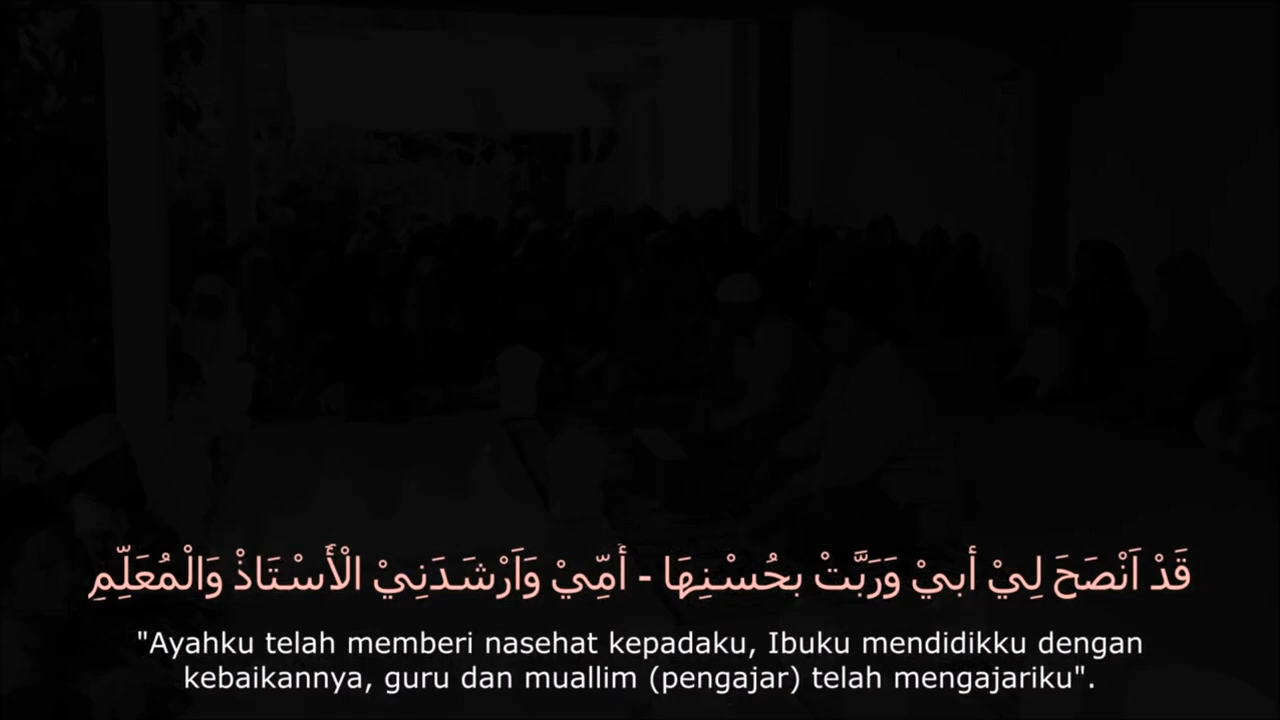 قَدْ اَنْصَحَ لِيْ أَبيْ وَرَبَّتْ بحُسْنِهَا - أَمِّيْ وَاَرْشَدَنِيْ الْأَسْتَاذْ وَالْمُعَلِّمِ
"Ayahku telah memberi nasehat kepadaku, Ibuku mendidikku dengan
kebaikannya, guru dan muallim (pengajar) telah mengajariku".